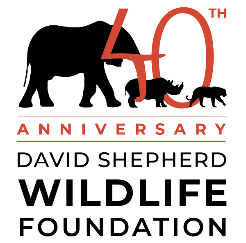 40TH
ANNIVERSARY
DAVID SHEPHERD
WILDLIFE
FOUNDATION